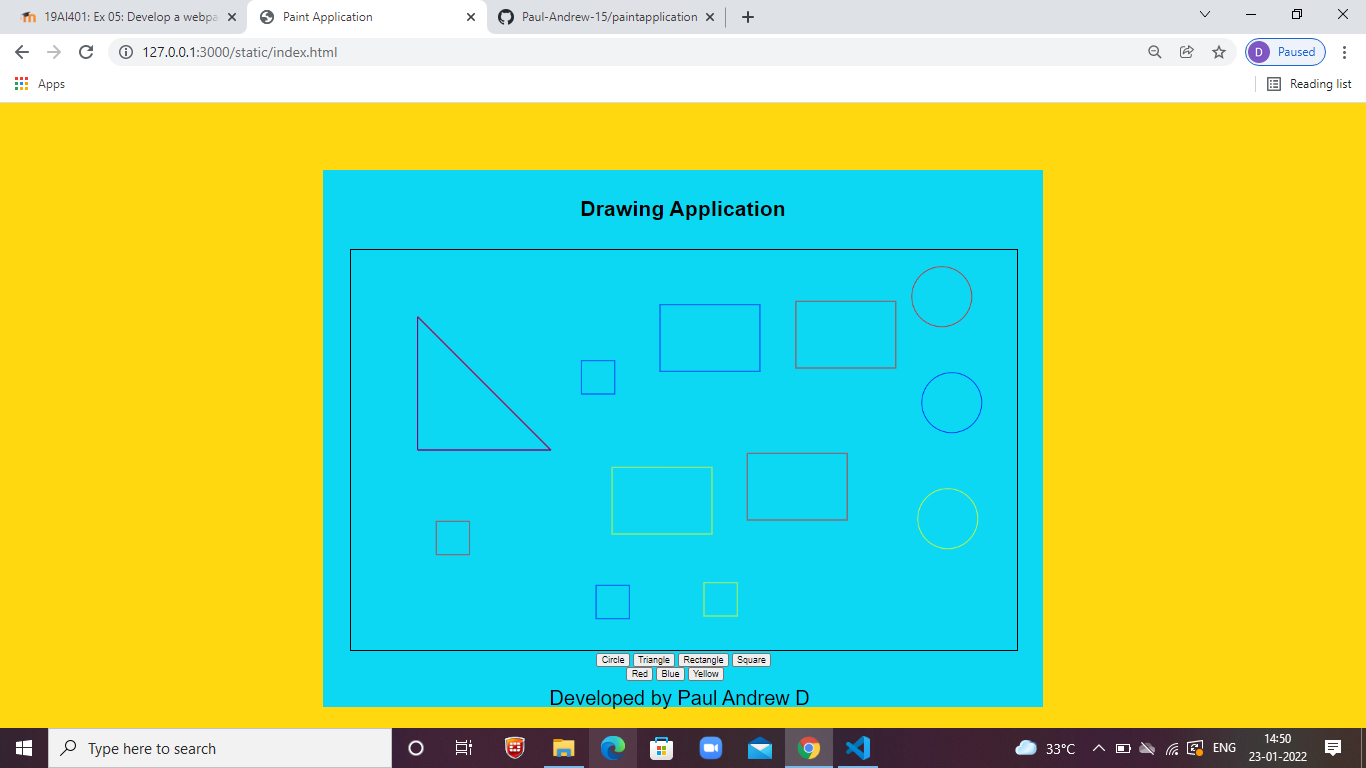 19AI401: Ex 05: Develop a webpa
Paint Application
Paul-Andrew-15/paintapplication
127.0.0.1:3000/static/index.html
D Paused
Apps
Reading list
Drawing Application
Circle Triangle Rectangle Square
Red Blue Yellow
Developed by Paul Andrew D
Type here to search
33°C
ENG
14:50
23-01-2022